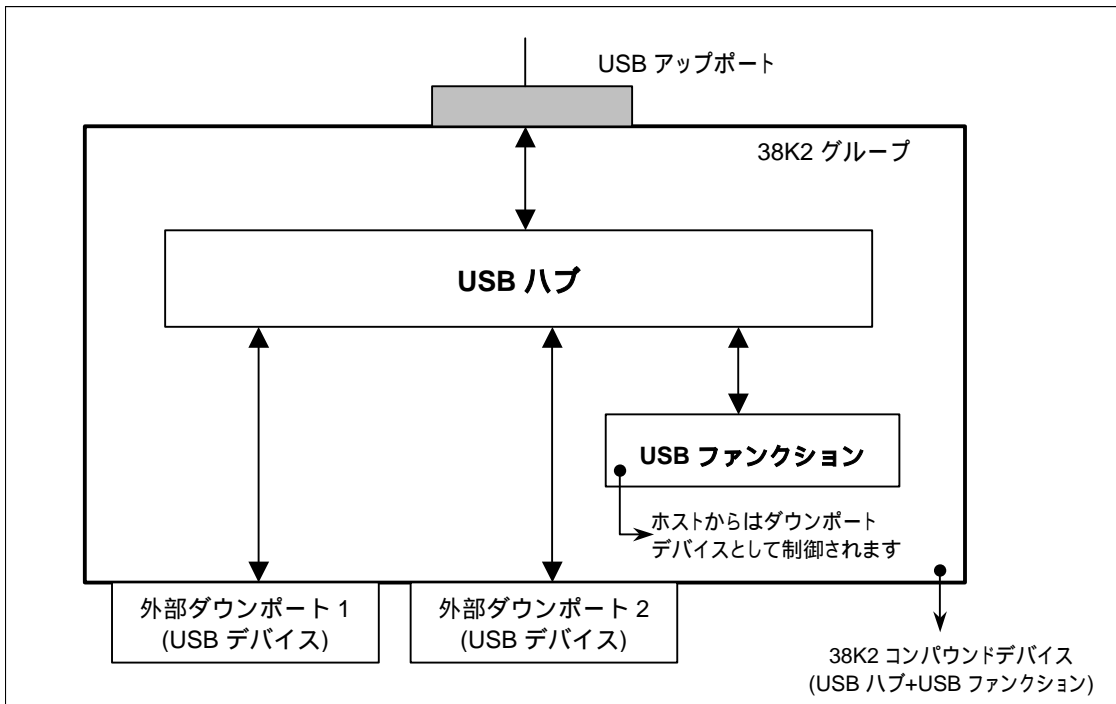 USB アップポート
38K2 グループ
USB ハブ
USB ファンクション
ホストからはダウンポート
デバイスとして制御されます
外部ダウンポート 1
(USB デバイス)
外部ダウンポート 2
(USB デバイス)
38K2 コンパウンドデバイス
(USB ハブ+USB ファンクション)